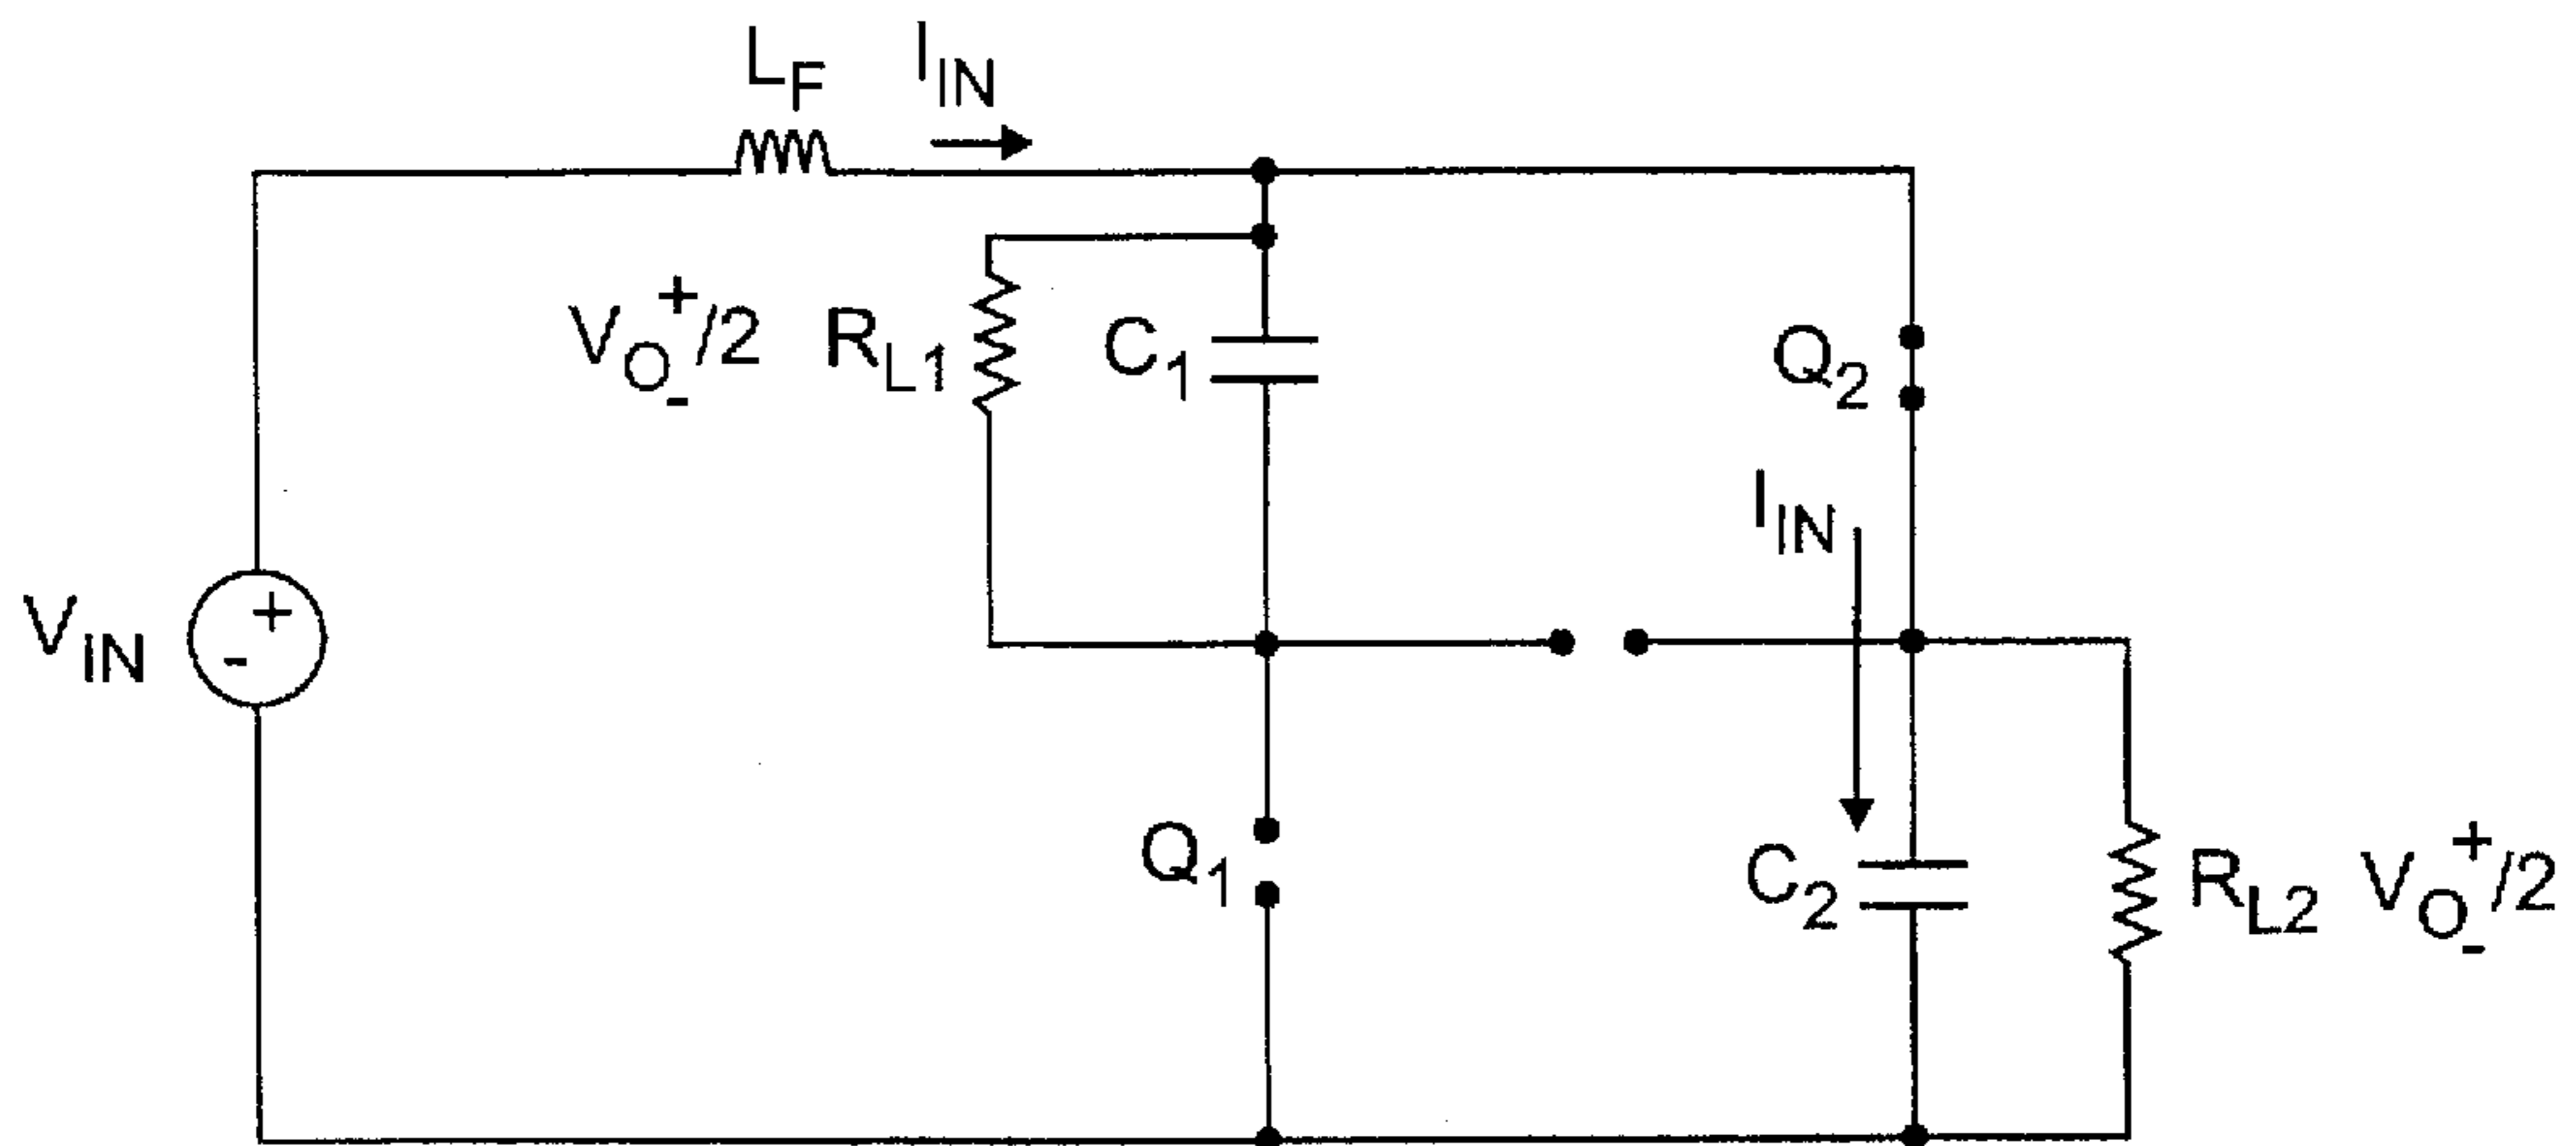 L_F I_IN
V_O/2 + - R_L1 C_1 Q_2
I_IN
V_IN + -
Q_1 C_2 R_L2 V_O/2 + -